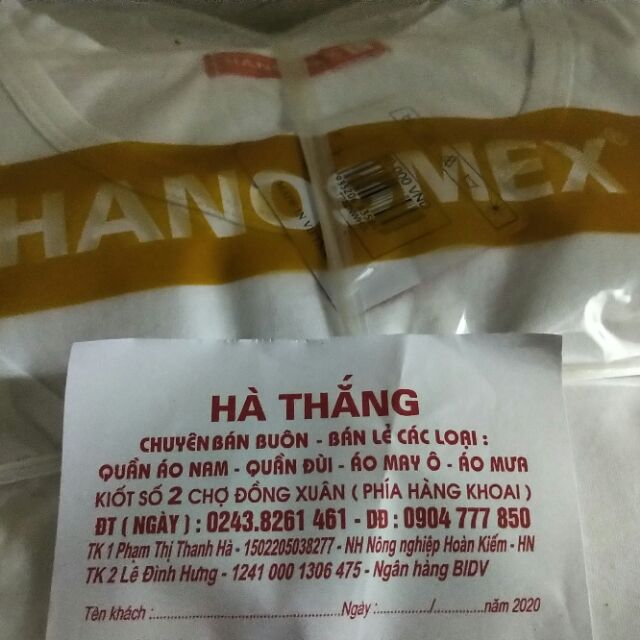 HANOSIMEX®
HÀ THẮNG
CHUYÊN BÁN BUÔN - BÁN LẺ CÁC LOẠI :
QUẦN ÁO NAM - QUẦN ĐÙI - ÁO MAY Ô - ÁO MƯA
KIỐT SỐ 2 CHỢ ĐỒNG XUÂN ( PHÍA HÀNG KHOAI )
ĐT ( NGÀY ) : 0243.8261 461 - DĐ : 0904 777 850
TK 1 Phạm Thị Thanh Hà - 1502205038277 - NH Nông nghiệp Hoàn Kiếm - HN
TK 2 Lê Đình Hưng - 1241 000 1306 475 - Ngân hàng BIDV
Tên khách :..............................................Ngày :............./.............năm 2020